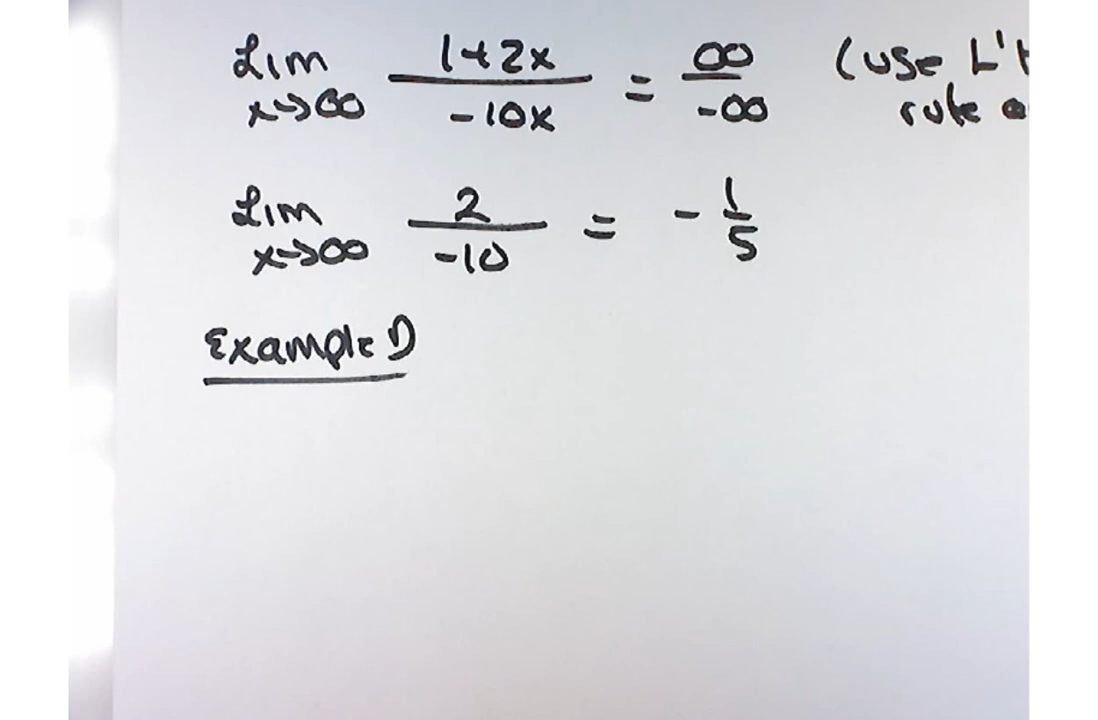 Lim x→∞ 1+2x / -10x = ∞ / -∞ (use L'H
rule
Lim x→∞ 2 / -10 = - 1/5
Example D